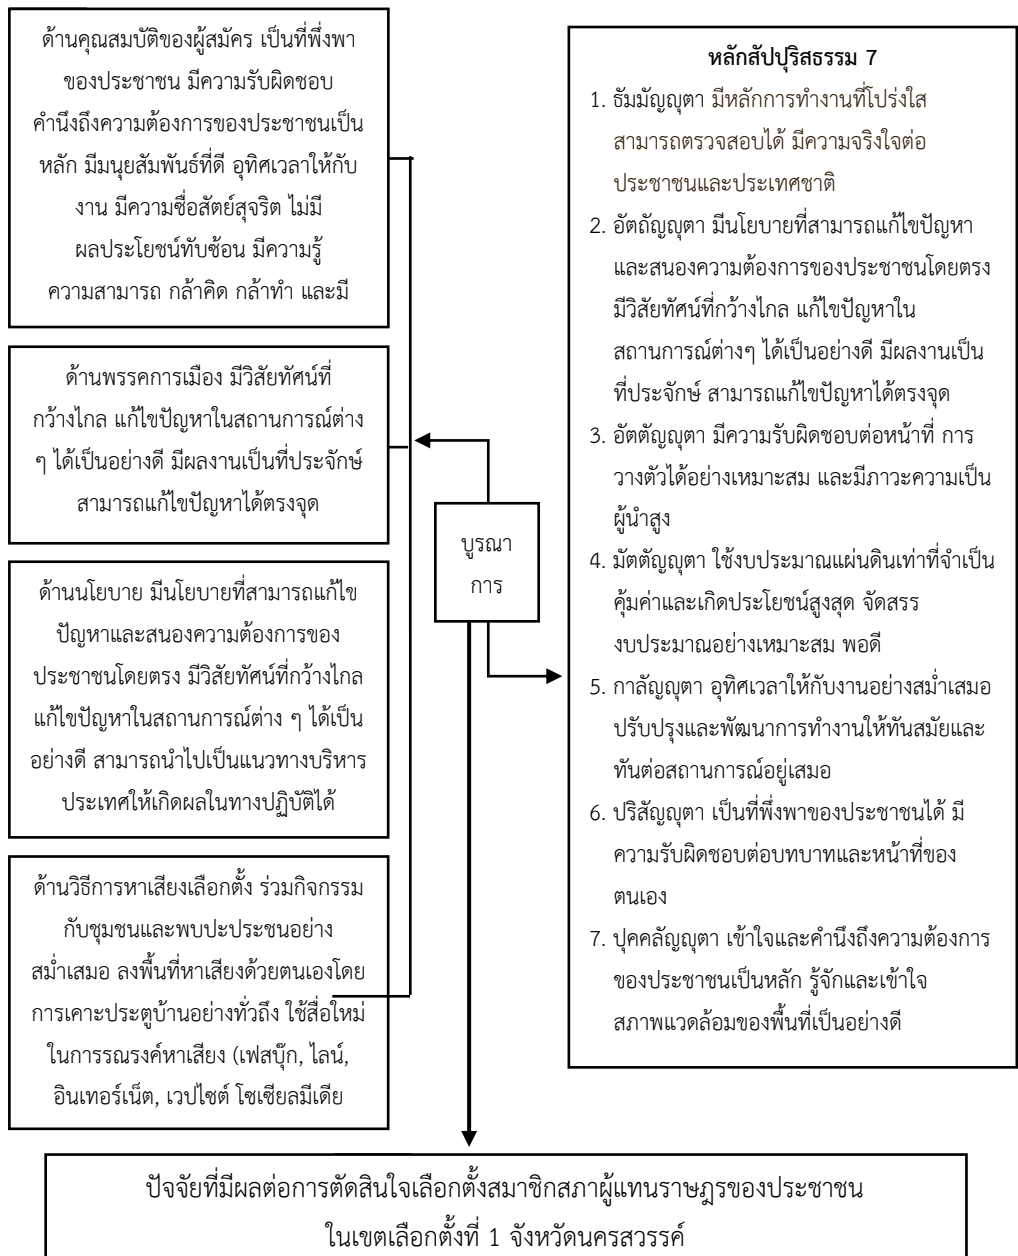 ด้านคุณสมบัติของผู้สมัคร เป็นที่พึ่งพา
ของประชาชน มีความรับผิดชอบ
คำนึงถึงความต้องการของประชาชนเป็น
หลัก มีมนุยสัมพันธ์ที่ดี อุทิศเวลาให้กับ
งาน มีความซื่อสัตย์สุจริต ไม่มี
ผลประโยชน์ทับซ้อน มีความรู้
ความสามารถ กล้าคิด กล้าทำ และมี
ด้านพรรคการเมือง มีวิสัยทัศน์ที่
กว้างไกล แก้ไขปัญหาในสถานการณ์ต่าง
ๆ ได้เป็นอย่างดี มีผลงานเป็นที่ประจักษ์
สามารถแก้ไขปัญหาได้ตรงจุด
ด้านนโยบาย มีนโยบายที่สามารถแก้ไข
ปัญหาและสนองความต้องการของ
ประชาชนโดยตรง มีวิสัยทัศน์ที่กว้างไกล
แก้ไขปัญหาในสถานการณ์ต่าง ๆ ได้เป็น
อย่างดี สามารถนำไปเป็นแนวทางบริหาร
ประเทศให้เกิดผลในทางปฏิบัติได้
ด้านวิธีการหาเสียงเลือกตั้ง ร่วมกิจกรรม
กับชุมชนและพบปะประชนอย่าง
สม่ำเสมอ ลงพื้นที่หาเสียงด้วยตนเองโดย
การเคาะประตูบ้านอย่างทั่วถึง ใช้สื่อใหม่
ในการรณรงค์หาเสียง (เฟสบุ๊ก, ไลน์,
อินเทอร์เน็ต, เวปไซต์ โซเซียลมีเดีย
บูรณา
การ
หลักสัปปุริสธรรม 7
1. ธัมมัญญุตา มีหลักการทำงานที่โปร่งใส
สามารถตรวจสอบได้ มีความจริงใจต่อ
ประชาชนและประเทศชาติ
2. อัตถัญญุตา มีนโยบายที่สามารถแก้ไขปัญหา
และสนองความต้องการของประชาชนโดยตรง
มีวิสัยทัศน์ที่กว้างไกล แก้ไขปัญหาใน
สถานการณ์ต่างๆ ได้เป็นอย่างดี มีผลงานเป็น
ที่ประจักษ์ สามารถแก้ไขปัญหาได้ตรงจุด
3. อัตตัญญุตา มีความรับผิดชอบต่อหน้าที่ การ
วางตัวได้อย่างเหมาะสม และมีภาวะความเป็น
ผู้นำสูง
4. มัตตัญญุตา ใช้งบประมาณแผ่นดินเท่าที่จำเป็น
คุ้มค่าและเกิดประโยชน์สูงสุด จัดสรร
งบประมาณอย่างเหมาะสม พอดี
5. กาลัญญุตา อุทิศเวลาให้กับงานอย่างสม่ำเสมอ
ปรับปรุงและพัฒนาการทำงานให้ทันสมัยและ
ทันต่อสถานการณ์อยู่เสมอ
6. ปริสัญญุตา เป็นที่พึ่งพาของประชาชนได้ มี
ความรับผิดชอบต่อบทบาทและหน้าที่ของ
ตนเอง
7. ปุคคลัญญุตา เข้าใจและคำนึงถึงความต้องการ
ของประชาชนเป็นหลัก รู้จักและเข้าใจ
สภาพแวดล้อมของพื้นที่เป็นอย่างดี
ปัจจัยที่มีผลต่อการตัดสินใจเลือกตั้งสมาชิกสภาผู้แทนราษฎรของประชาชน
ในเขตเลือกตั้งที่ 1 จังหวัดนครสวรรค์